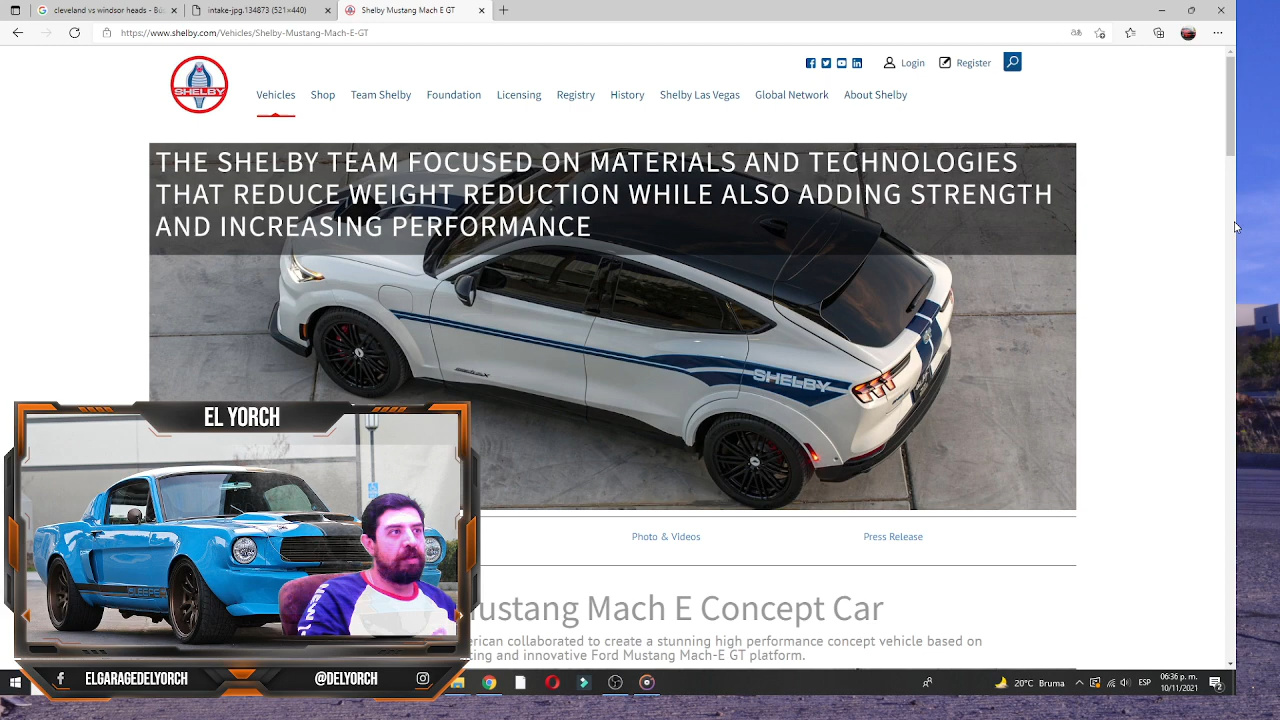 cleveland vs windsor heads - Bús
intake-jpg.134873 (521×440)
Shelby Mustang Mach E GT
https://www.shelby.com/Vehicles/Shelby-Mustang-Mach-E-GT
Login
Register
SHELBY
Vehicles
Shop
Team Shelby
Foundation
Licensing
Registry
History
Shelby Las Vegas
Global Network
About Shelby
THE SHELBY TEAM FOCUSED ON MATERIALS AND TECHNOLOGIES
THAT REDUCE WEIGHT REDUCTION WHILE ALSO ADDING STRENGTH
AND INCREASING PERFORMANCE
SHELBY
EL YORCH
Photo & Videos
Press Release
ustang Mach E Concept Car
erican collaborated to create a stunning high performance concept vehicle based on
ting and innovative Ford Mustang Mach-E GT platform.
ELGARAGEDELYORCH
@DELYORCH
20°C Bruma
ESP
06:36 p. m.
10/11/2021
2